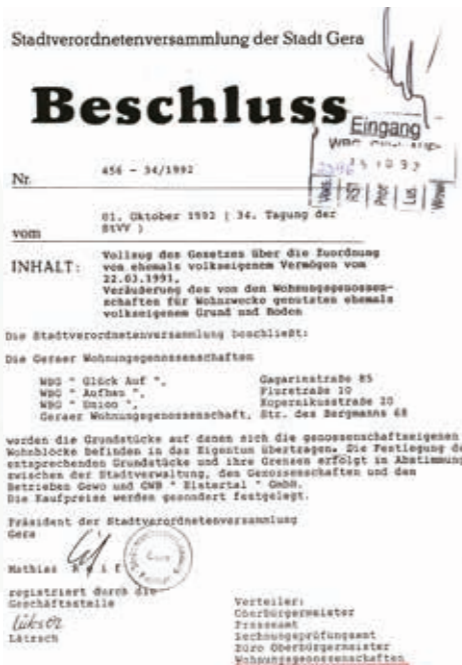 Stadtverordnetenversammlung der Stadt Gera
Beschluss
Eingang
WBG
Nr.
456 - 34/1992
vom
01. Oktober 1992 ( 34. Tagung der
StVV )
INHALT:
Vollzug des Gesetzes über die Zuordnung
von ehemals volkseigenem Vermögen vom
22.03.1991,
Veräußerung des von den Wohnungsgenossen-
schaften für Wohnzwecke genutzten ehemals
volkseigenem Grund und Boden
Die Stadtverordnetenversammlung beschließt:
Die Geraer Wohnungsgenossenschaften
WBG " Glück Auf ", Gagarinstraße 85
WBG " Aufbau ", Florstraße 10
WBG " Union ", Kopernikusstraße 20
Geraer Wohnungsgenossenschaft, Str. des Bergmanns 68
werden die Grundstücke auf denen sich die genossenschaftseigenen
Wohnblöcke befinden in das Eigentum übertragen. Die Festlegung der
entsprechenden Grundstücke und ihre Grenzen erfolgt in Abstimmung
zwischen der Stadtverwaltung, den Genossenschaften und den
Betrieben Gewo und GWB " Elstertal " GmbH.
Die Kaufpreise werden gesondert festgelegt.
Präsident der Stadtverordnetenversammlung
Gera
Mathias
registriert durch die
Geschäftsstelle
Lätzsch
Verteiler:
Oberbürgermeister
Presseamt
Rechnungsprüfungsamt
Büro Oberbürgermeister
Wohnungsgenossenschaften